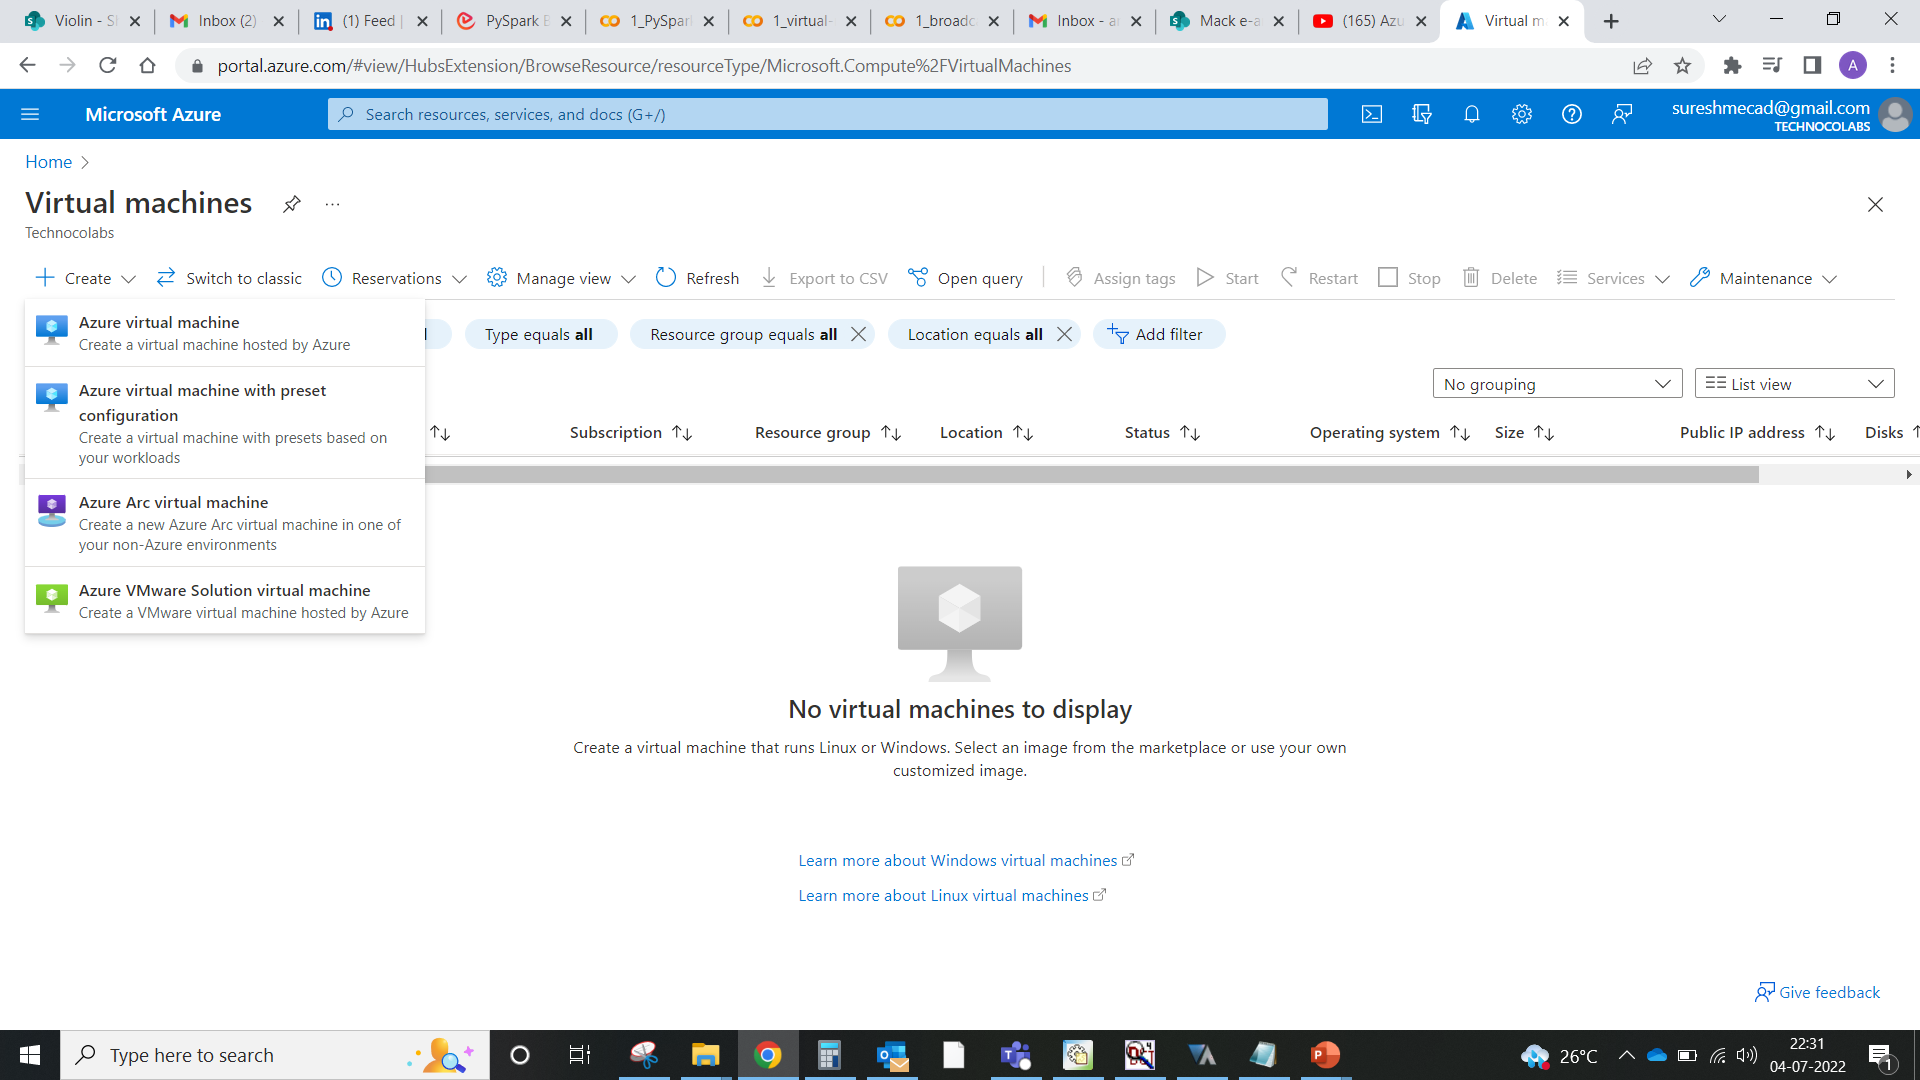 Violin - S
Inbox (2)
(1) Feed
PySpark
1_PySpar
1_virtual-
1_broad
Inbox - a
Mack e-a
(165) Azu
Virtual m
portal.azure.com/#view/HubsExtension/BrowseResource/resourceType/Microsoft.Compute%2FVirtualMachines
A
Microsoft Azure
Search resources, services, and docs (G+/)
sureshmecad@gmail.com
TECHNOCOLABS
Home
Virtual machines
Technocolabs
Create
Switch to classic
Reservations
Manage view
Refresh
Export to CSV
Open query
Assign tags
Start
Restart
Stop
Delete
Services
Maintenance
Azure virtual machine
Create a virtual machine hosted by Azure
Azure virtual machine with preset
configuration
Create a virtual machine with presets based on
your workloads
Azure Arc virtual machine
Create a new Azure Arc virtual machine in one of
your non-Azure environments
Azure VMware Solution virtual machine
Create a VMware virtual machine hosted by Azure
Type equals all
Resource group equals all
Location equals all
Add filter
No grouping
List view
Subscription
Resource group
Location
Status
Operating system
Size
Public IP address
Disks
No virtual machines to display
Create a virtual machine that runs Linux or Windows. Select an image from the marketplace or use your own
customized image.
Learn more about Windows virtual machines
Learn more about Linux virtual machines
Give feedback
Type here to search
26°C
22:31
04-07-2022
1